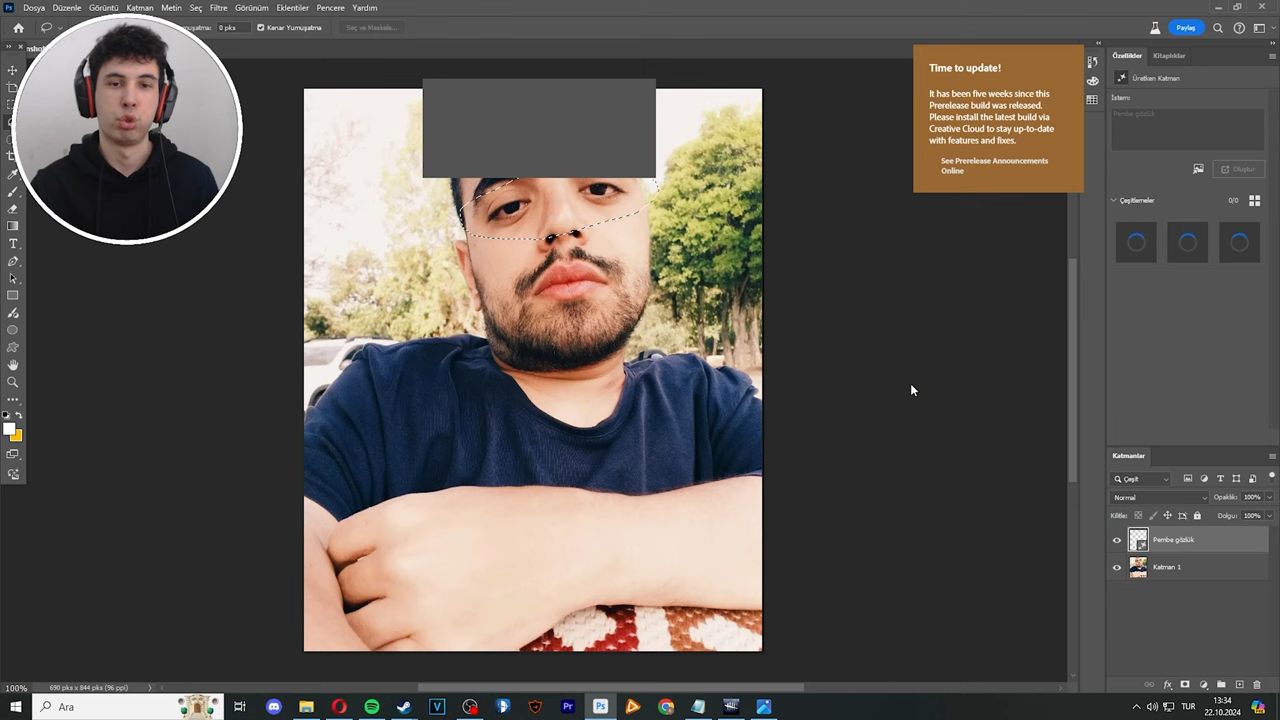 Dosya Düzenle Görüntü Katman Metin Seç Filtre Görünüm Eklentiler Pencere Yardım
0 pks Kenar Yumuşatma Seç ve Maskele... Paylaş
Time to update!
It has been five weeks since this
Prerelease build was released.
Please install the latest build via
Creative Cloud to stay up-to-date
with features and fixes.
See Prerelease Announcements
Online
Özellikler Kitaplıklar
Üretken Katman
İstem:
Pembe gözlük
Oluştur
Çeşitlemeler 0/0
Katmanlar
Çeşit
Normal Opaklık: 100%
Kilitle: Dolgu: 100%
Pembe gözlük
Katman 1
100% 690 pks x 844 pks (96 ppi)
Ara
TUR
13:34
22.10.2024